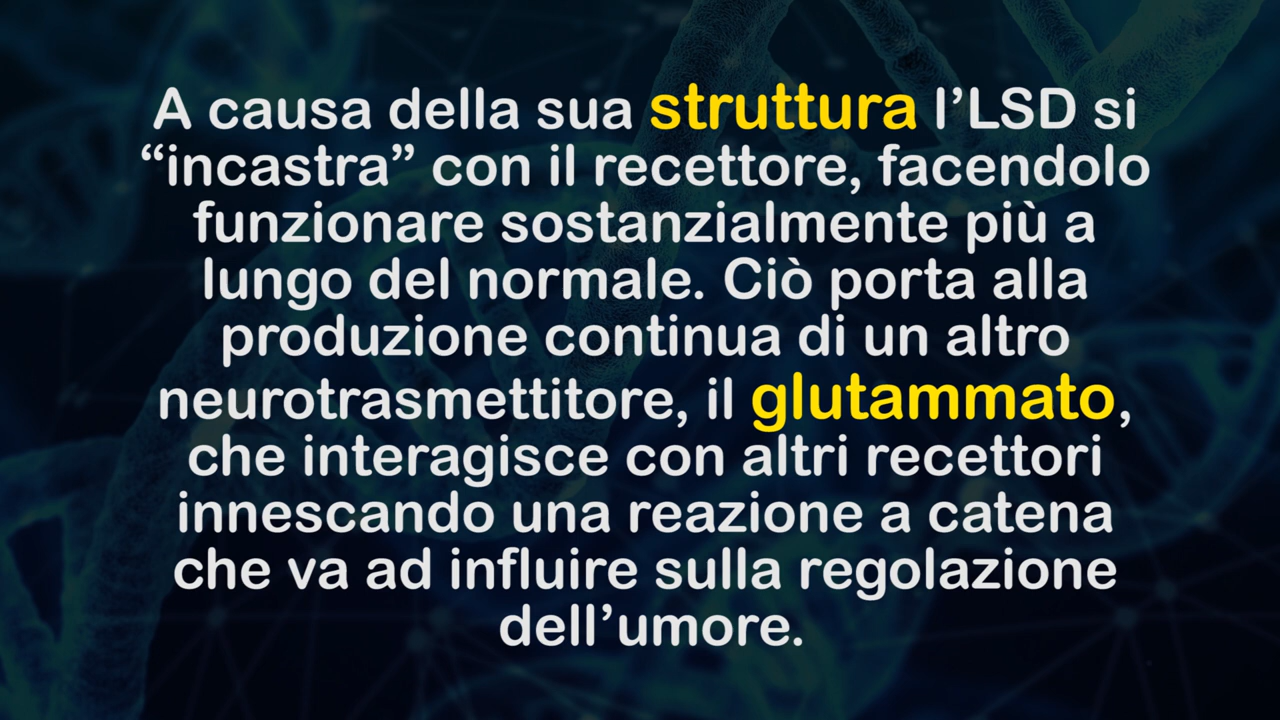 A causa della sua struttura l’LSD si
“incastra” con il recettore, facendolo
funzionare sostanzialmente più a
lungo del normale. Ciò porta alla
produzione continua di un altro
neurotrasmettitore, il glutammato,
che interagisce con altri recettori
innescando una reazione a catena
che va ad influire sulla regolazione
dell’umore.